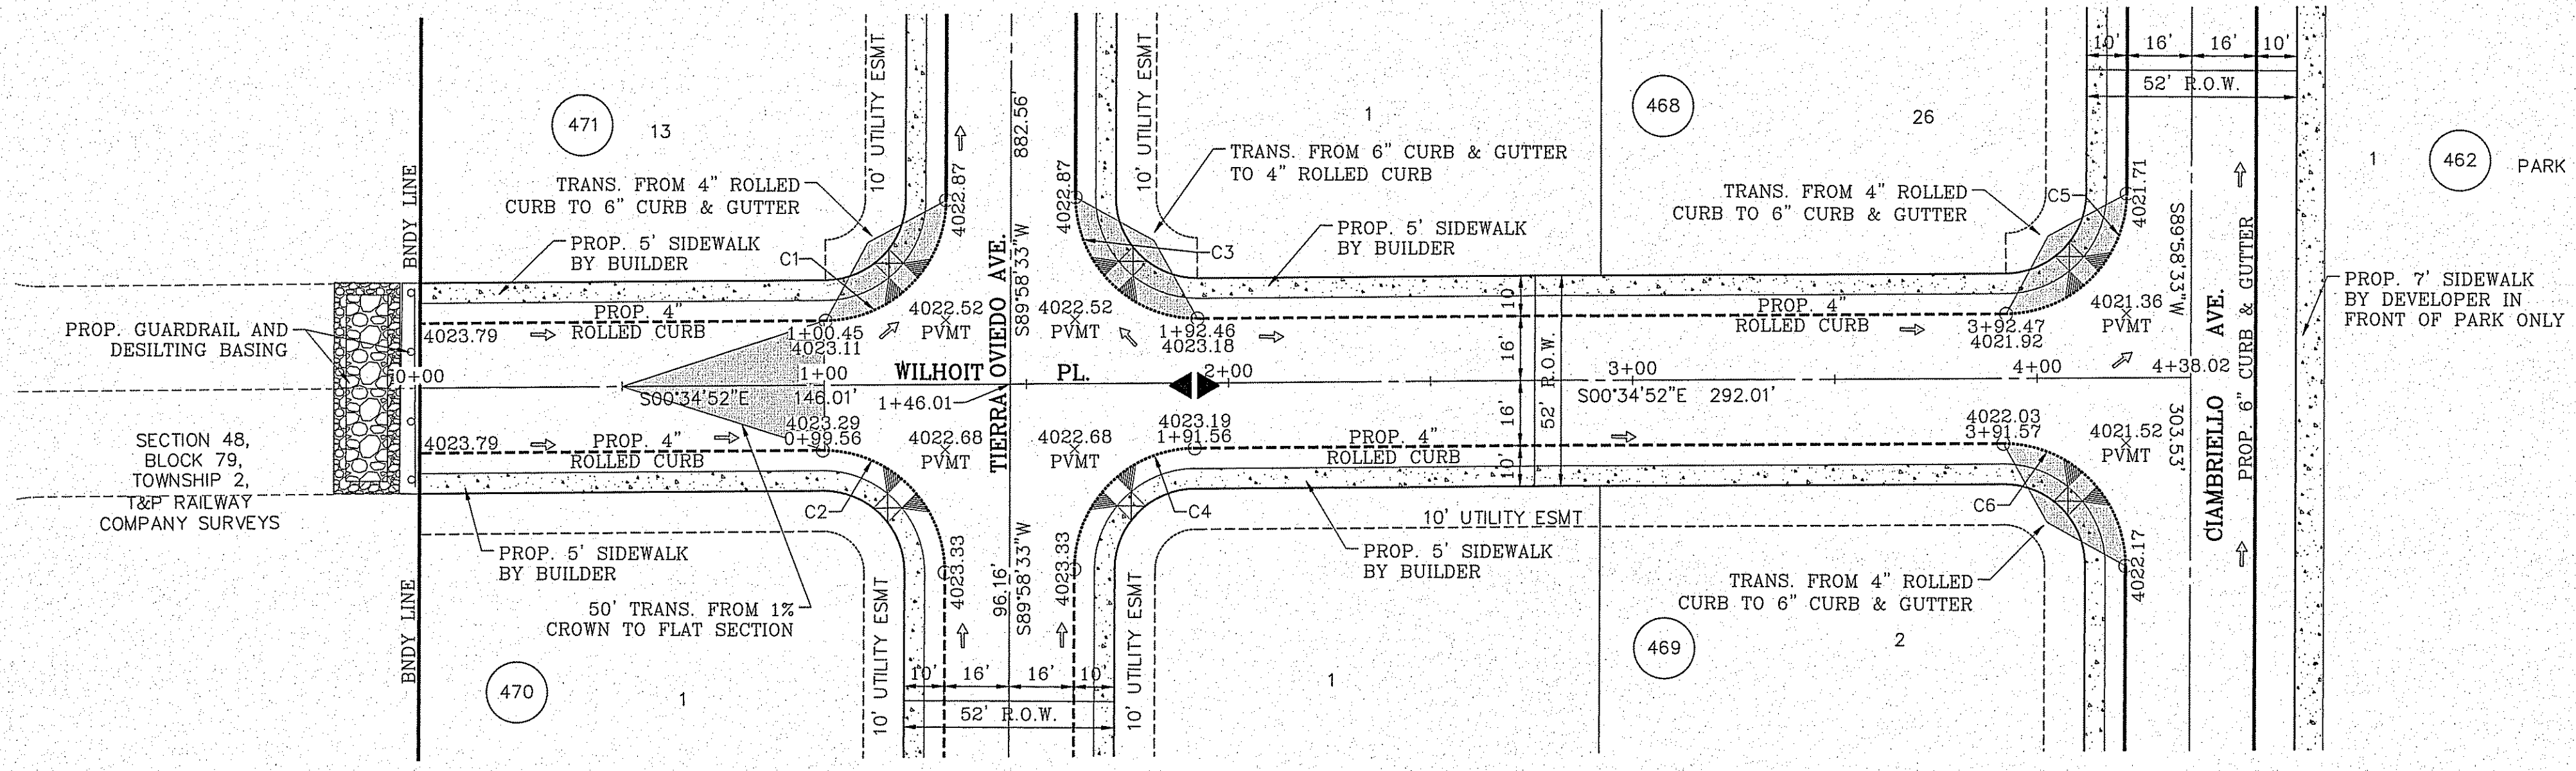 BNDY LINE
471
13
TRANS. FROM 4" ROLLED
CURB TO 6" CURB & GUTTER
PROP. 5' SIDEWALK
BY BUILDER
C1
10' UTILITY ESMT
4022.87
882.56'
S89°58'33"W
TIERRA OVIEDO AVE.
4022.87
10' UTILITY ESMT
1
TRANS. FROM 6" CURB & GUTTER
TO 4" ROLLED CURB
C3
PROP. 5' SIDEWALK
BY BUILDER
468
26
TRANS. FROM 4" ROLLED
CURB TO 6" CURB & GUTTER
C5
10'
16'
16'
10'
52' R.O.W.
4021.71
S89°58'33"W
1
462
PARK
PROP. 7' SIDEWALK
BY DEVELOPER IN
FRONT OF PARK ONLY
PROP. GUARDRAIL AND
DESILTING BASING
4023.79
PROP. 4"
ROLLED CURB
1+00.45
4023.11
4022.52
PVMT
4022.52
PVMT
1+92.46
4023.18
10'
16'
52' R.O.W.
16'
10'
PROP. 4"
ROLLED CURB
3+92.47
4021.92
4021.36
PVMT
0+00
1+00
WILHOIT PL.
2+00
3+00
4+00
4+38.02
S00°34'52"E 146.01'
1+46.01
S00°34'52"E 292.01'
CIAMBRIELLO AVE.
PROP. 6" CURB & GUTTER
303.53'
4023.79
PROP. 4"
ROLLED CURB
4023.29
0+99.56
4022.68
PVMT
4022.68
PVMT
4023.19
1+91.56
PROP. 4"
ROLLED CURB
4022.03
3+91.57
4021.52
PVMT
SECTION 48,
BLOCK 79,
TOWNSHIP 2,
T&P RAILWAY
COMPANY SURVEYS
BNDY LINE
PROP. 5' SIDEWALK
BY BUILDER
C2
50' TRANS. FROM 1%
CROWN TO FLAT SECTION
470
1
10' UTILITY ESMT
4023.33
96.16'
S89°58'33"W
4023.33
10' UTILITY ESMT
10'
16'
16'
10'
52' R.O.W.
C4
PROP. 5' SIDEWALK
BY BUILDER
10' UTILITY ESMT
1
469
2
C6
TRANS. FROM 4" ROLLED
CURB TO 6" CURB & GUTTER
4022.17